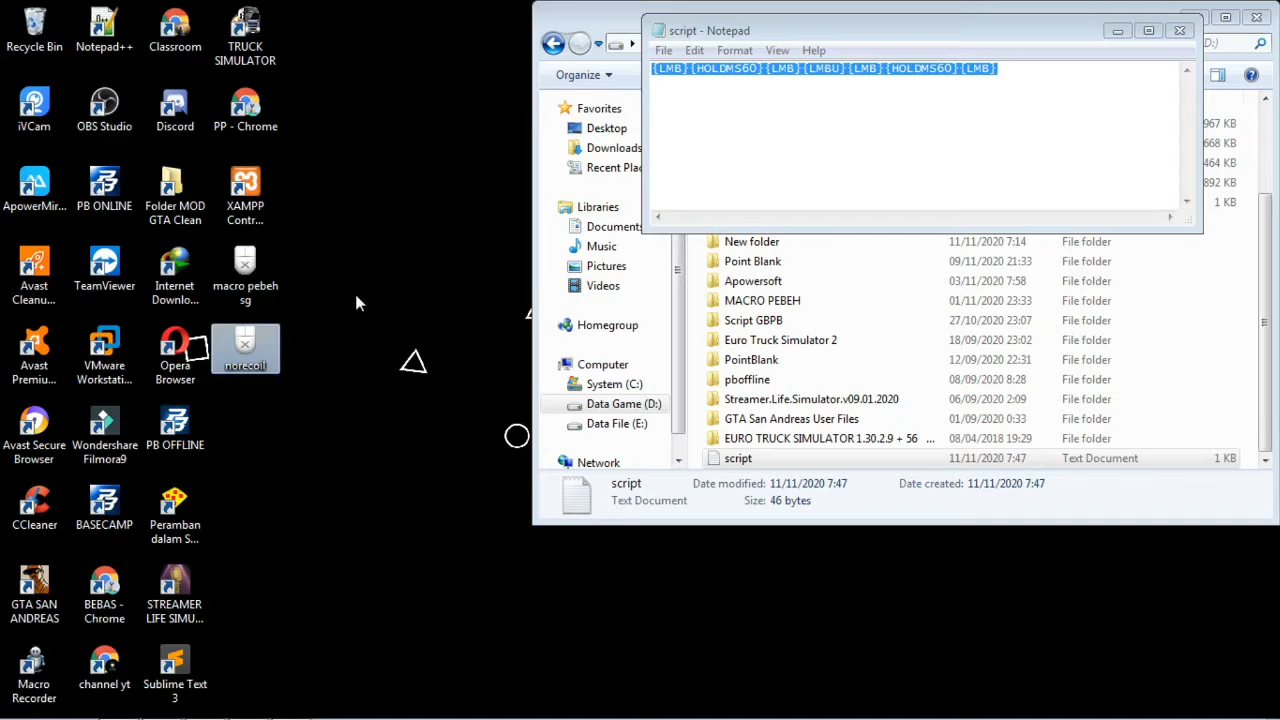 Recycle Bin
Notepad++
Classroom
TRUCK
SIMULATOR
iVCam
OBS Studio
Discord
PP - Chrome
ApowerMir...
PB ONLINE
Folder MOD
GTA Clean
XAMPP
Contr...
Avast
Cleanu...
TeamViewer
Internet
Downlo...
macro pebeh
sg
Avast
Premiu...
VMware
Workstati...
Opera
Browser
norecoil
Avast Secure
Browser
Wondershare
Filmora9
PB OFFLINE
CCleaner
BASECAMP
Peramban
dalam S...
GTA SAN
ANDREAS
BEBAS -
Chrome
STREAMER
LIFE SIMU...
Macro
Recorder
channel yt
Sublime Text
3
script - Notepad
File Edit Format View Help
{LMB}{HOLDMS60}{LMB}{LMBU}{LMB}{HOLDMS60}{LMB}
D:)
Organize
Favorites
Desktop
Downloads
Recent Pla
Libraries
Documents
Music
Pictures
Videos
Homegroup
Computer
System (C:)
Data Game (D:)
Data File (E:)
Network
967 KB
668 KB
464 KB
892 KB
1 KB
New folder 11/11/2020 7:14 File folder
Point Blank 09/11/2020 21:33 File folder
Apowersoft 03/11/2020 7:58 File folder
MACRO PEBEH 01/11/2020 23:33 File folder
Script GBPB 27/10/2020 23:07 File folder
Euro Truck Simulator 2 18/09/2020 23:02 File folder
PointBlank 12/09/2020 22:31 File folder
pboffline 08/09/2020 8:28 File folder
Streamer.Life.Simulator.v09.01.2020 06/09/2020 2:09 File folder
GTA San Andreas User Files 01/09/2020 0:33 File folder
EURO TRUCK SIMULATOR 1.30.2.9 + 56 ... 08/04/2018 19:29 File folder
script 11/11/2020 7:47 Text Document 1 KB
script Date modified: 11/11/2020 7:47 Date created: 11/11/2020 7:47
Text Document Size: 46 bytes